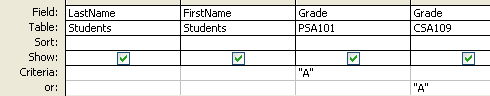 Field: LastName FirstName Grade Grade
Table: Students Students PSA101 CSA109
Sort:
Show:
Criteria: "A"
or: "A"